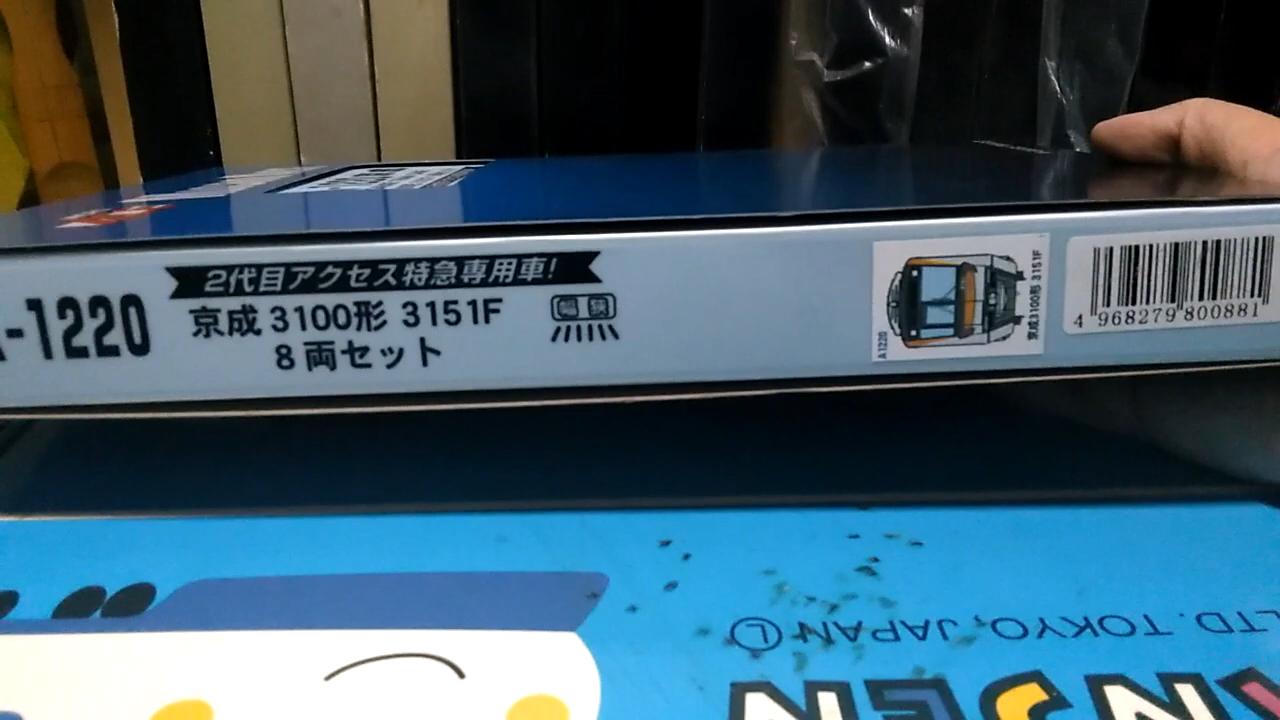 -1220
2代目アクセス特急専用車!
京成3100形 3151F
8両セット
A1220
京成3100形 3151F
4 968279 800881
LTD. TOKYO, JAPAN Ⓛ